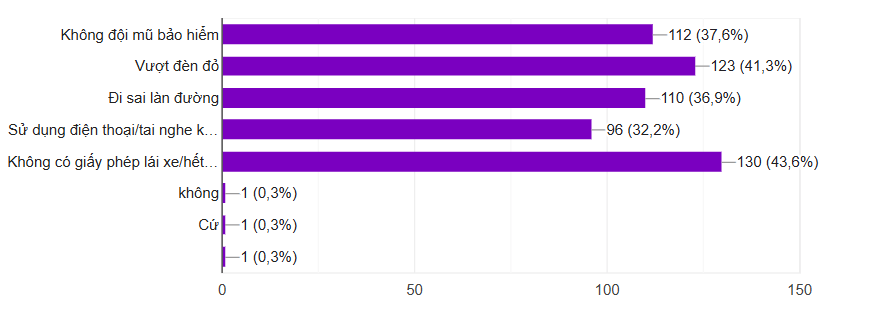 Không đội mũ bảo hiểm 112 (37,6%)
Vượt đèn đỏ 123 (41,3%)
Đi sai làn đường 110 (36,9%)
Sử dụng điện thoại/tai nghe k... 96 (32,2%)
Không có giấy phép lái xe/hết... 130 (43,6%)
không 1 (0,3%)
Cứ 1 (0,3%)
1 (0,3%)
0 50 100 150